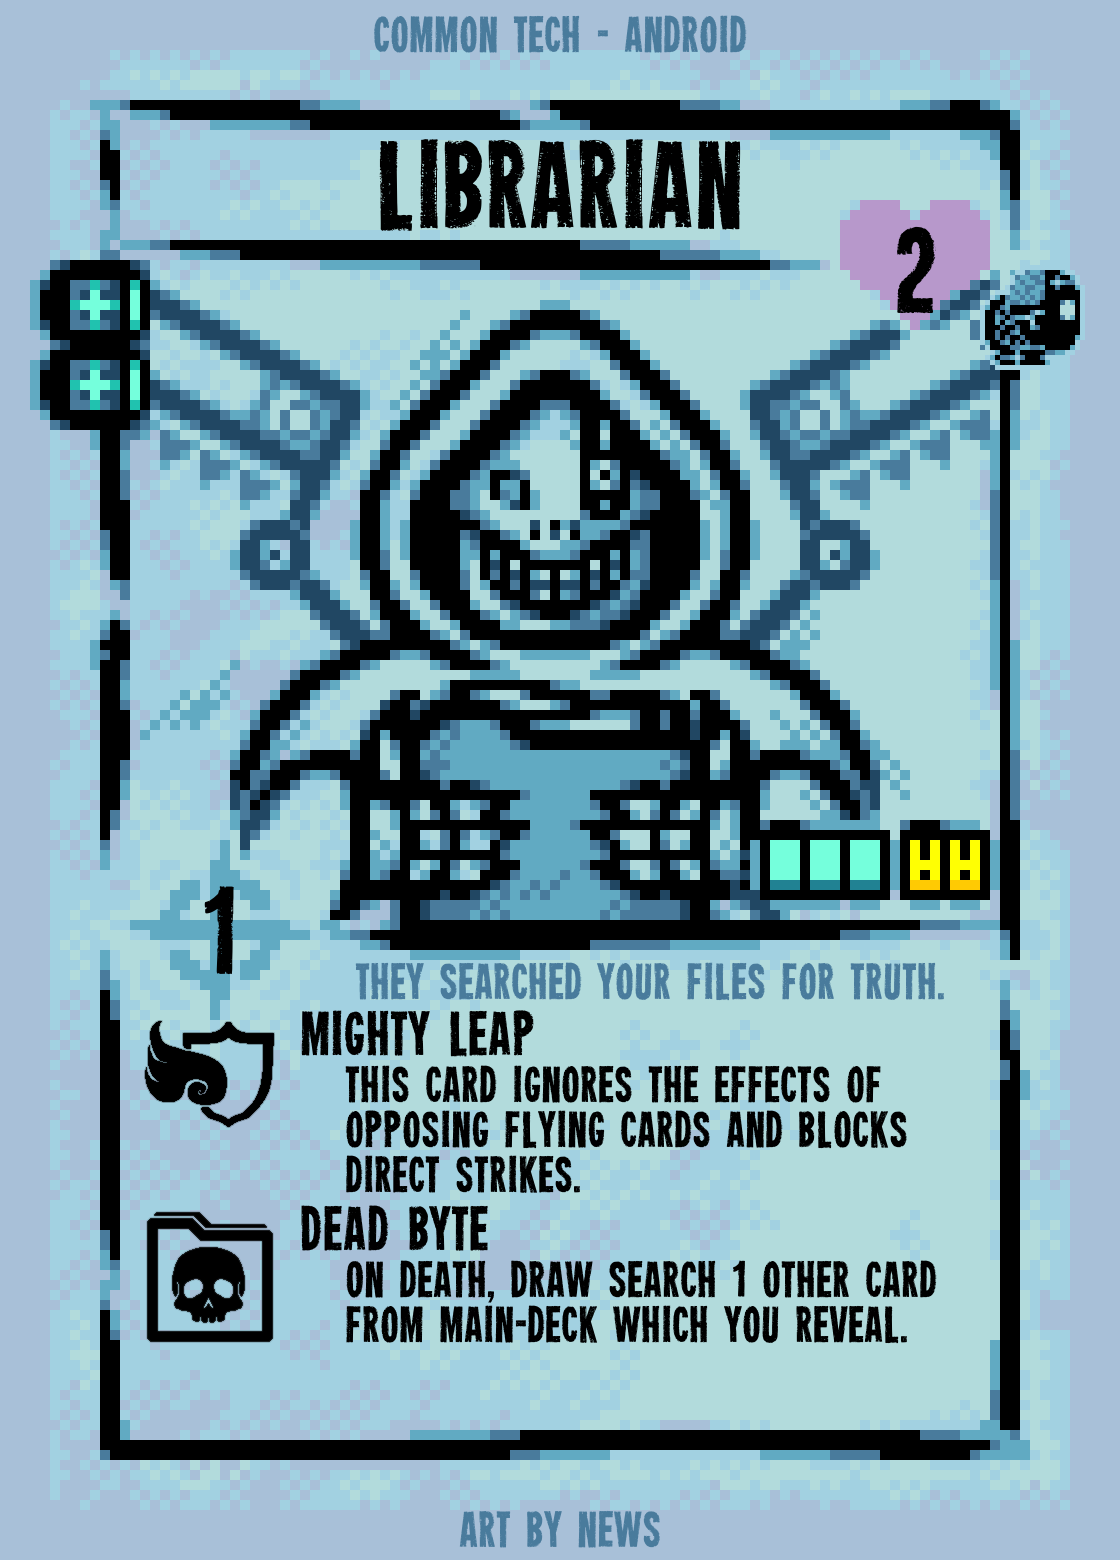 COMMON TECH - ANDROID
LIBRARIAN
2
1
THEY SEARCHED YOUR FILES FOR TRUTH.
MIGHTY LEAP
THIS CARD IGNORES THE EFFECTS OF
OPPOSING FLYING CARDS AND BLOCKS
DIRECT STRIKES.
DEAD BYTE
ON DEATH, DRAW SEARCH 1 OTHER CARD
FROM MAIN-DECK WHICH YOU REVEAL.
ART BY NEWS